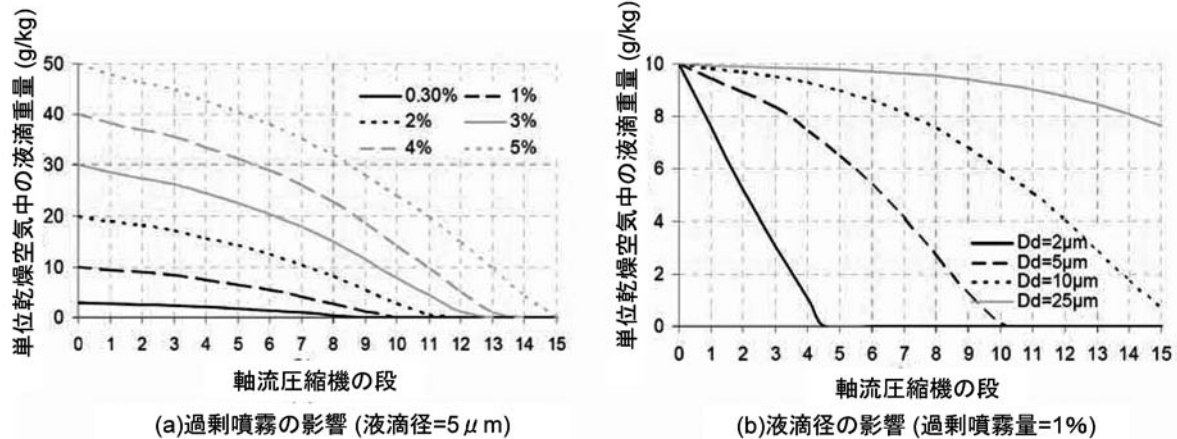 単位乾燥空気中の液滴重量 (g/kg)
50
40
30
20
10
0
0.30% 1%
2% 3%
4% 5%
0 1 2 3 4 5 6 7 8 9 10 11 12 13 14 15
軸流圧縮機の段
(a)過剰噴霧の影響 (液滴径=5μm)
単位乾燥空気中の液滴重量 (g/kg)
10
8
6
4
2
0
Dd=2μm
Dd=5μm
Dd=10μm
Dd=25μm
0 1 2 3 4 5 6 7 8 9 10 11 12 13 14 15
軸流圧縮機の段
(b)液滴径の影響 (過剰噴霧量=1%)